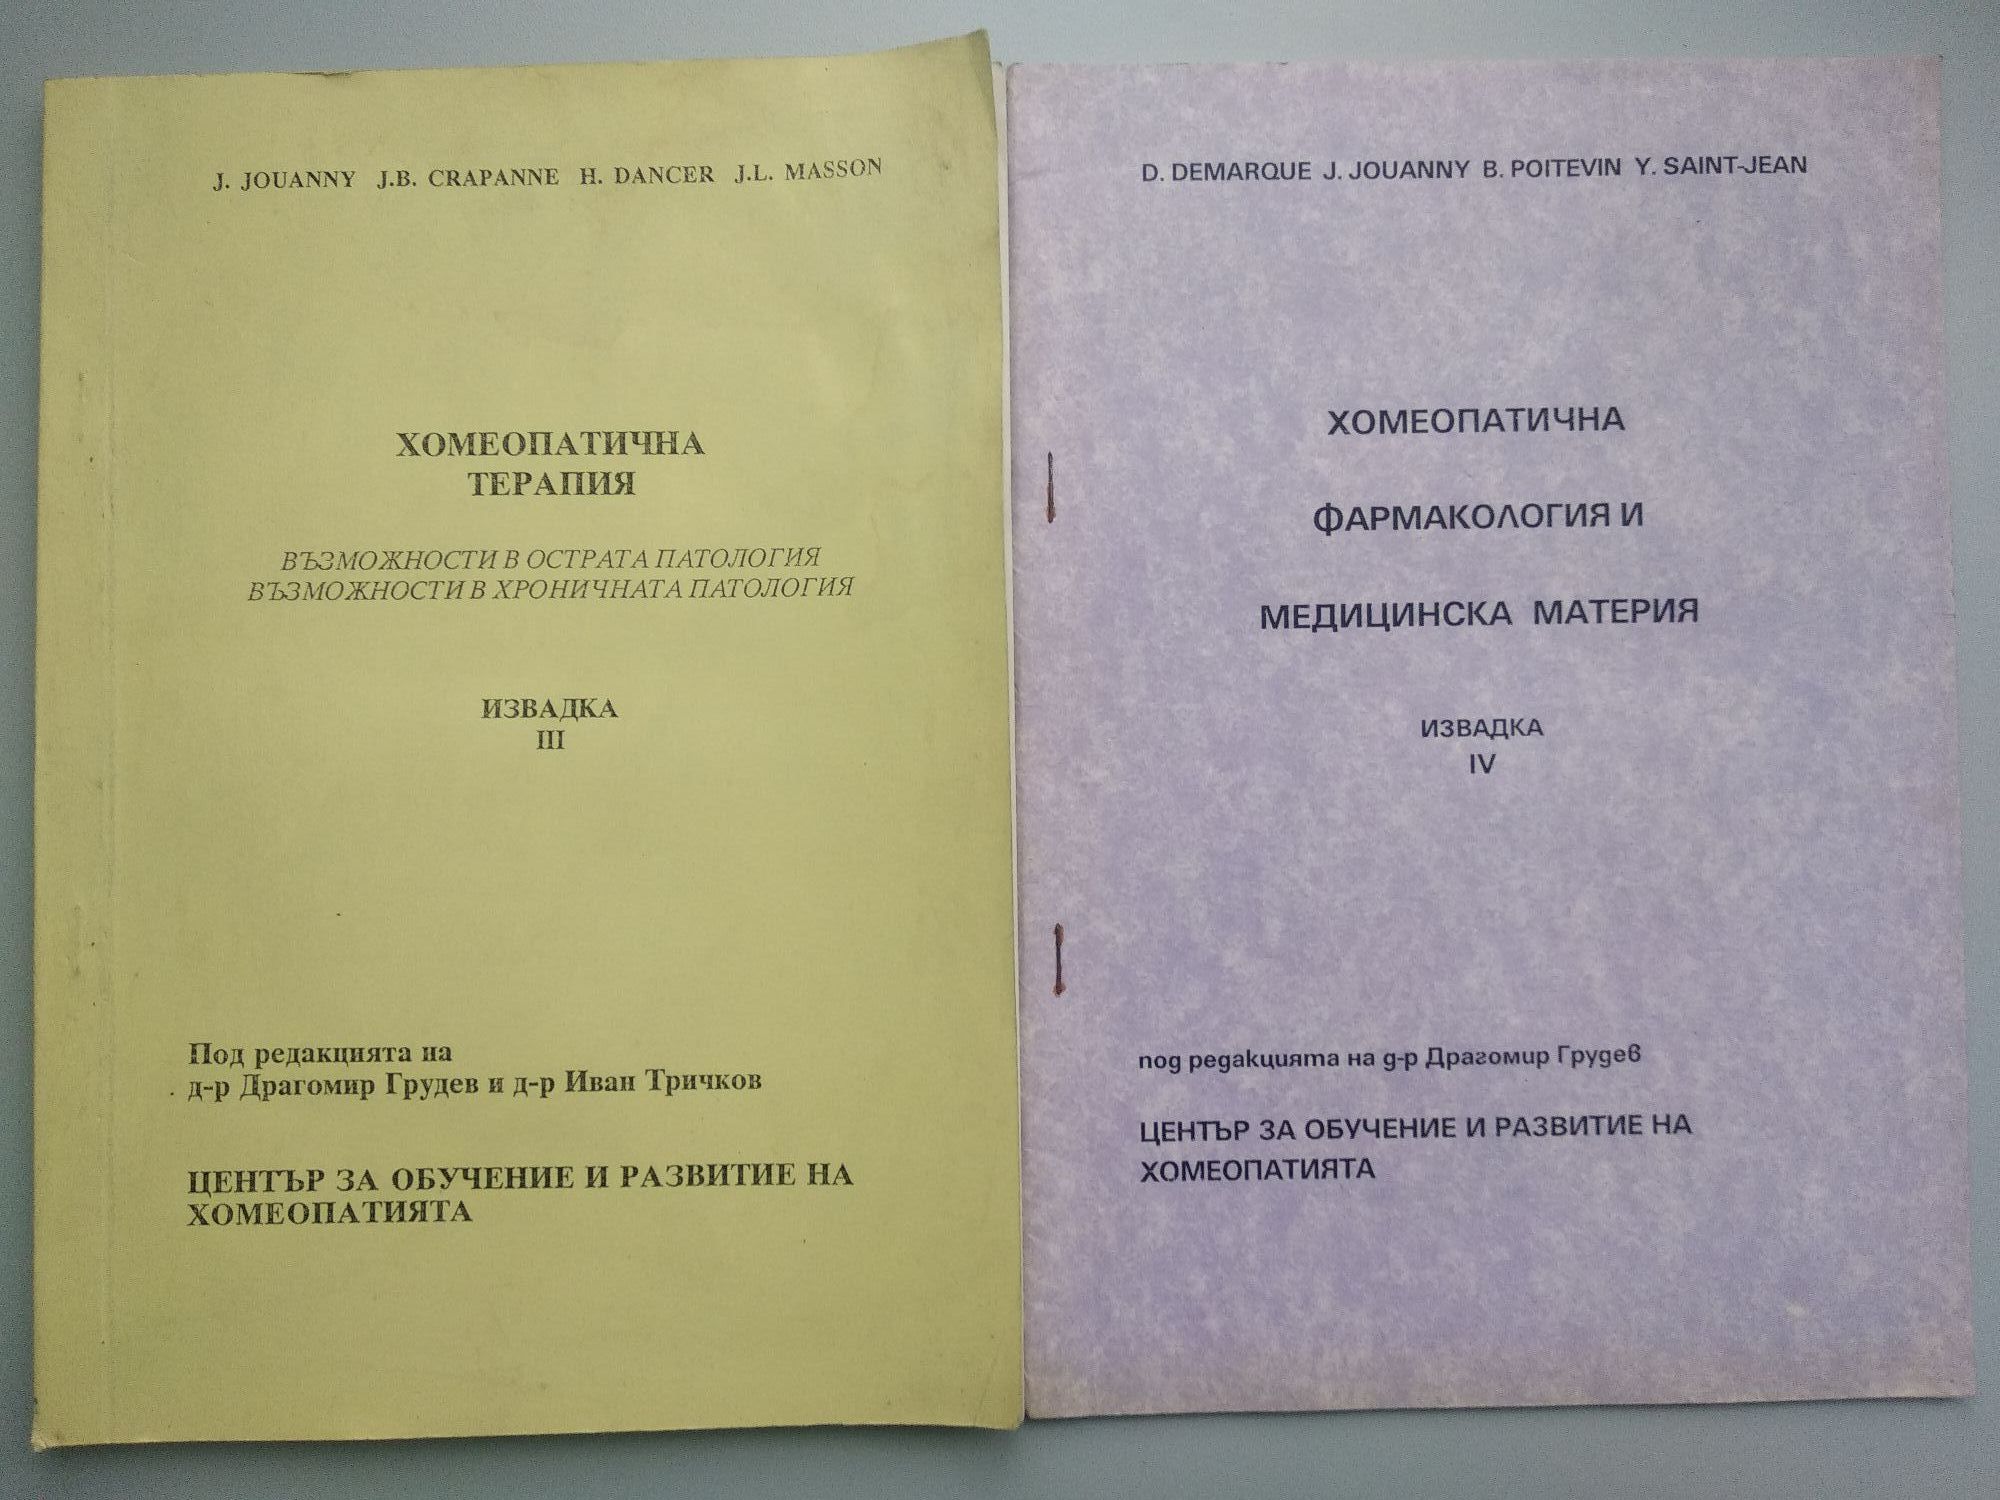 J. JOUANNY J.B. CRAPANNE H. DANCER J.L. MASSON
ХОМЕОПАТИЧНА
ТЕРАПИЯ
ВЪЗМОЖНОСТИ В ОСТРАТА ПАТОЛОГИЯ
ВЪЗМОЖНОСТИ В ХРОНИЧНАТА ПАТОЛОГИЯ
ИЗВАДКА
III
Под редакцията на
д-р Драгомир Грудев и д-р Иван Тричков
ЦЕНТЪР ЗА ОБУЧЕНИЕ И РАЗВИТИЕ НА
ХОМЕОПАТИЯТА
D. DEMARQUE J. JOUANNY B. POITEVIN Y. SAINT-JEAN
ХОМЕОПАТИЧНА
ФАРМАКОЛОГИЯ И
МЕДИЦИНСКА МАТЕРИЯ
ИЗВАДКА
IV
под редакцията на д-р Драгомир Грудев
ЦЕНТЪР ЗА ОБУЧЕНИЕ И РАЗВИТИЕ НА
ХОМЕОПАТИЯТА